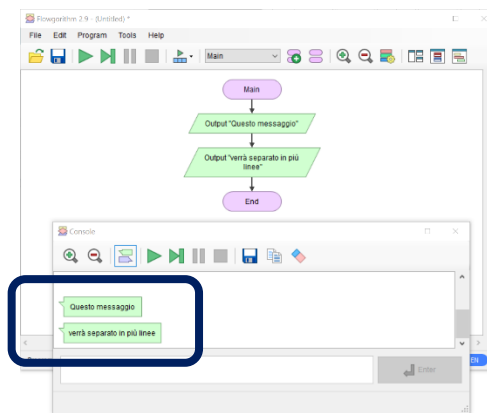 Flowgorithm 2.9 - (Untitled) *
File Edit Program Tools Help
Main
Main
Output "Questo messaggio"
Output "verrà separato in più
linee"
End
Console
Questo messaggio
verrà separato in più linee
EN
Enter